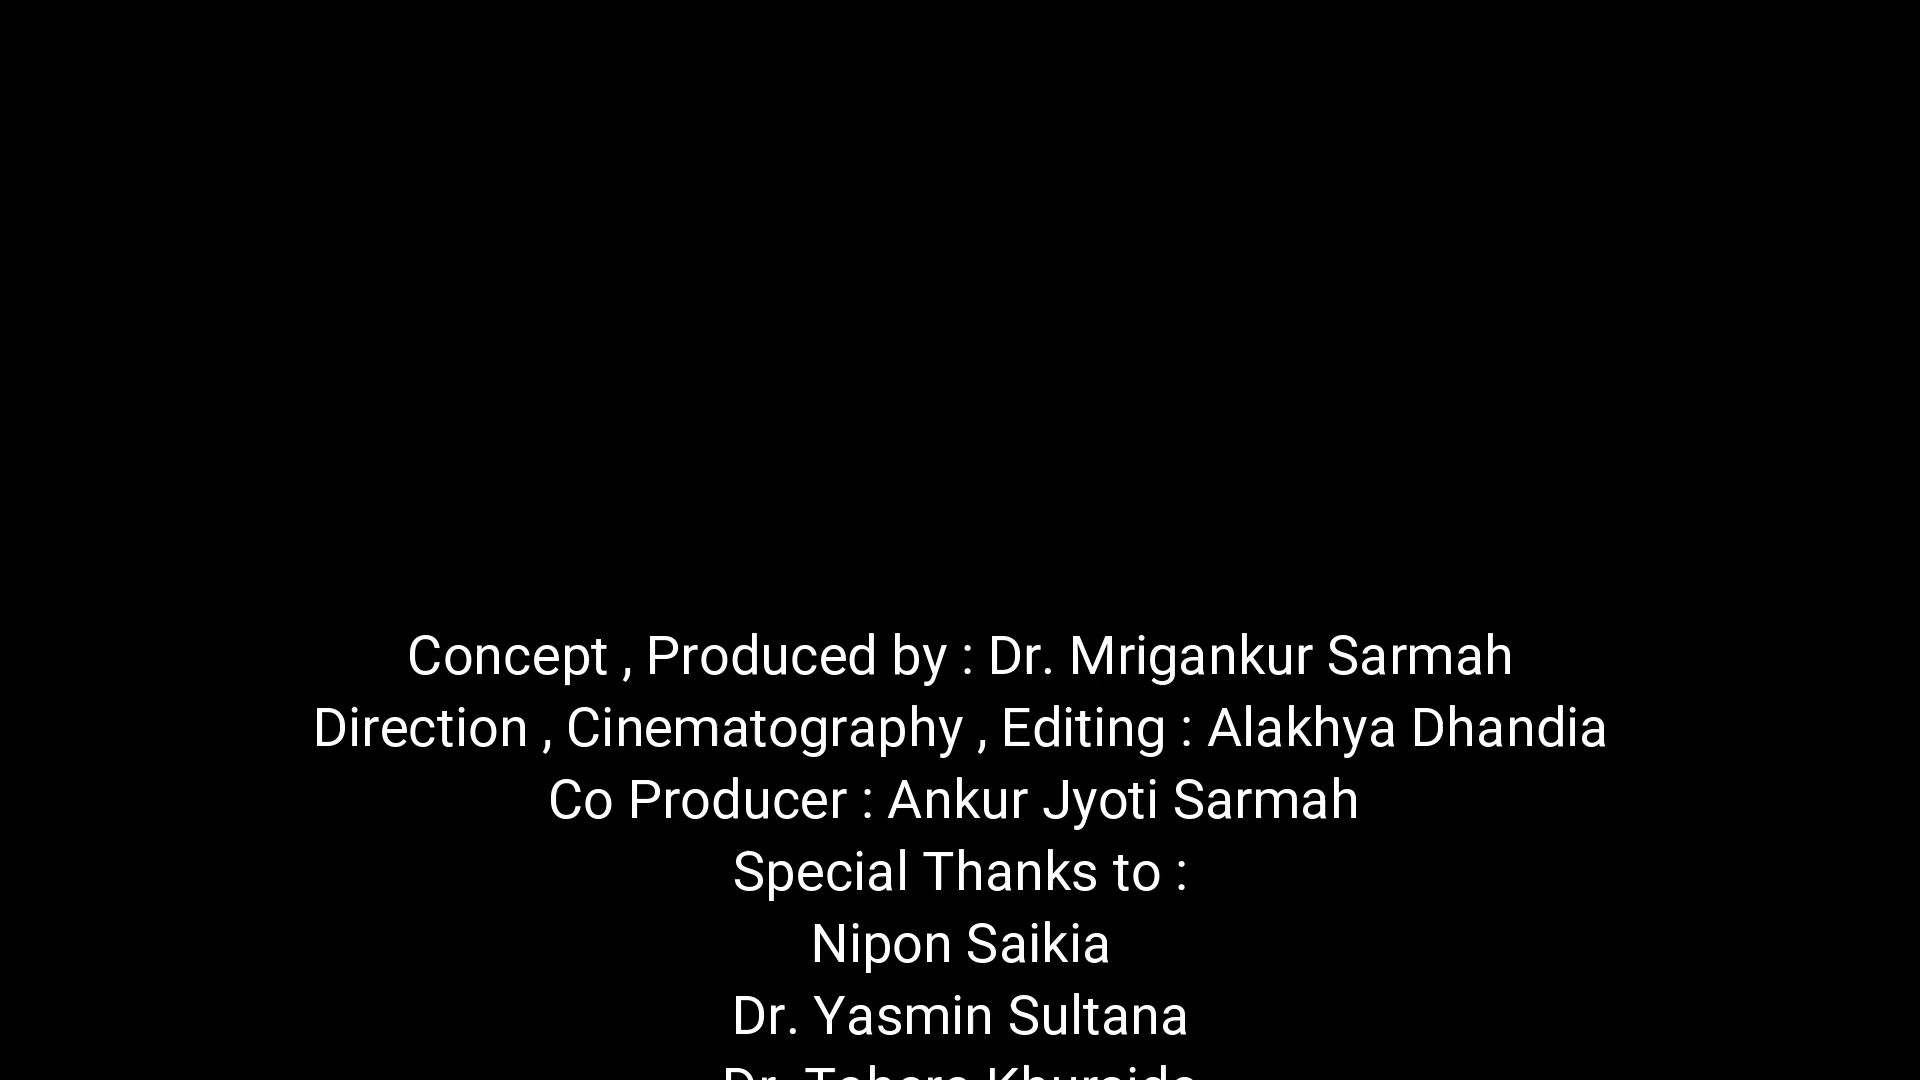 Concept , Produced by : Dr. Mrigankur Sarmah
Direction , Cinematography , Editing : Alakhya Dhandia
Co Producer : Ankur Jyoti Sarmah
Special Thanks to :
Nipon Saikia
Dr. Yasmin Sultana
Dr.